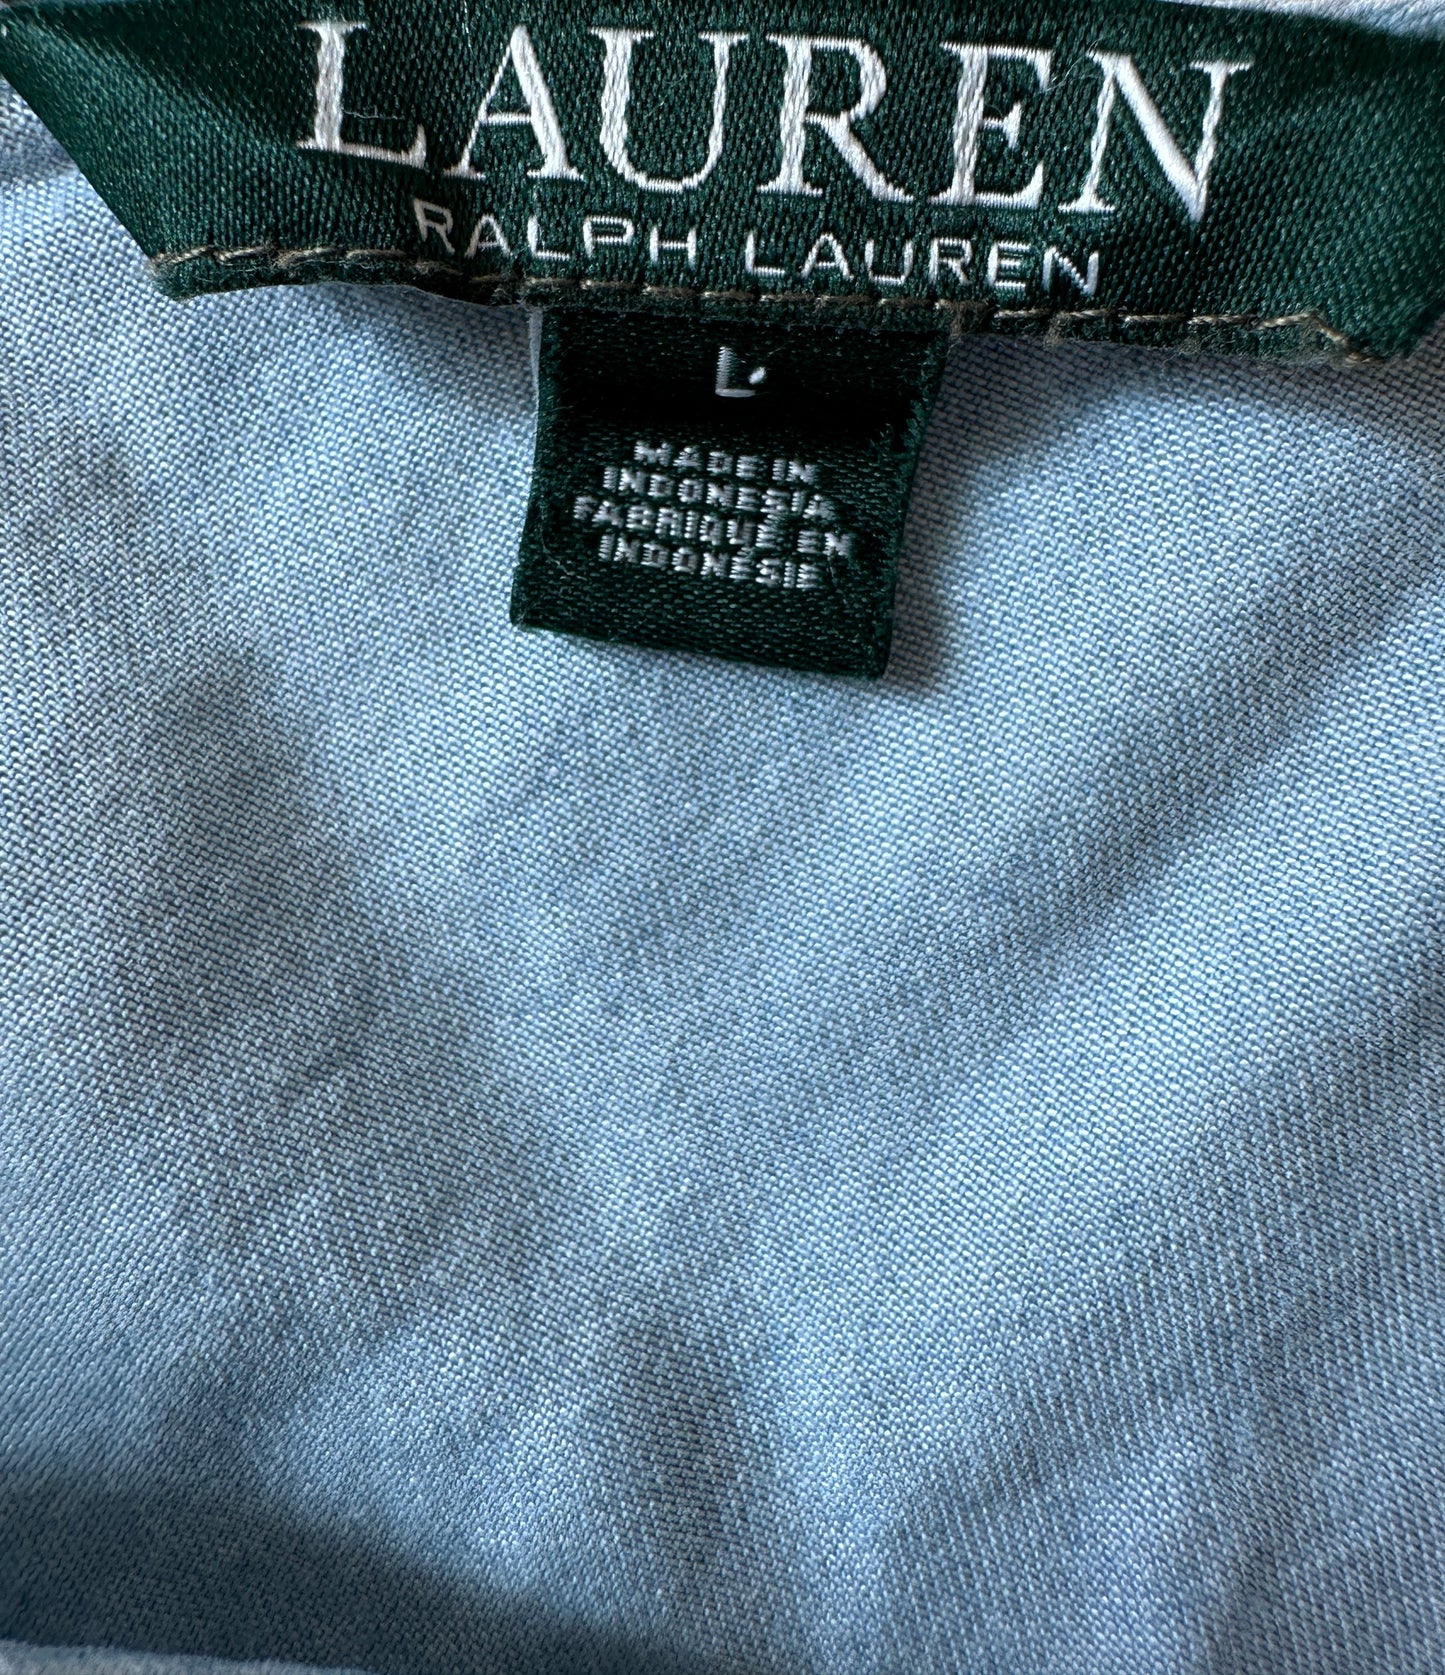 LAUREN
RALPH LAUREN
L
MADE IN
INDONESIA
FABRIQUÉ EN
INDONÉSIE